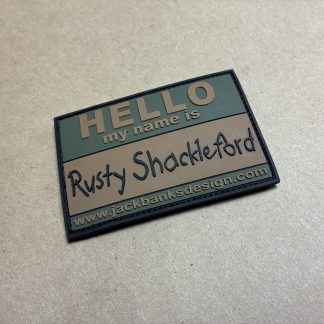 HELLO
my name is
Rusty Shackleford
www.jackbanksdesign.com